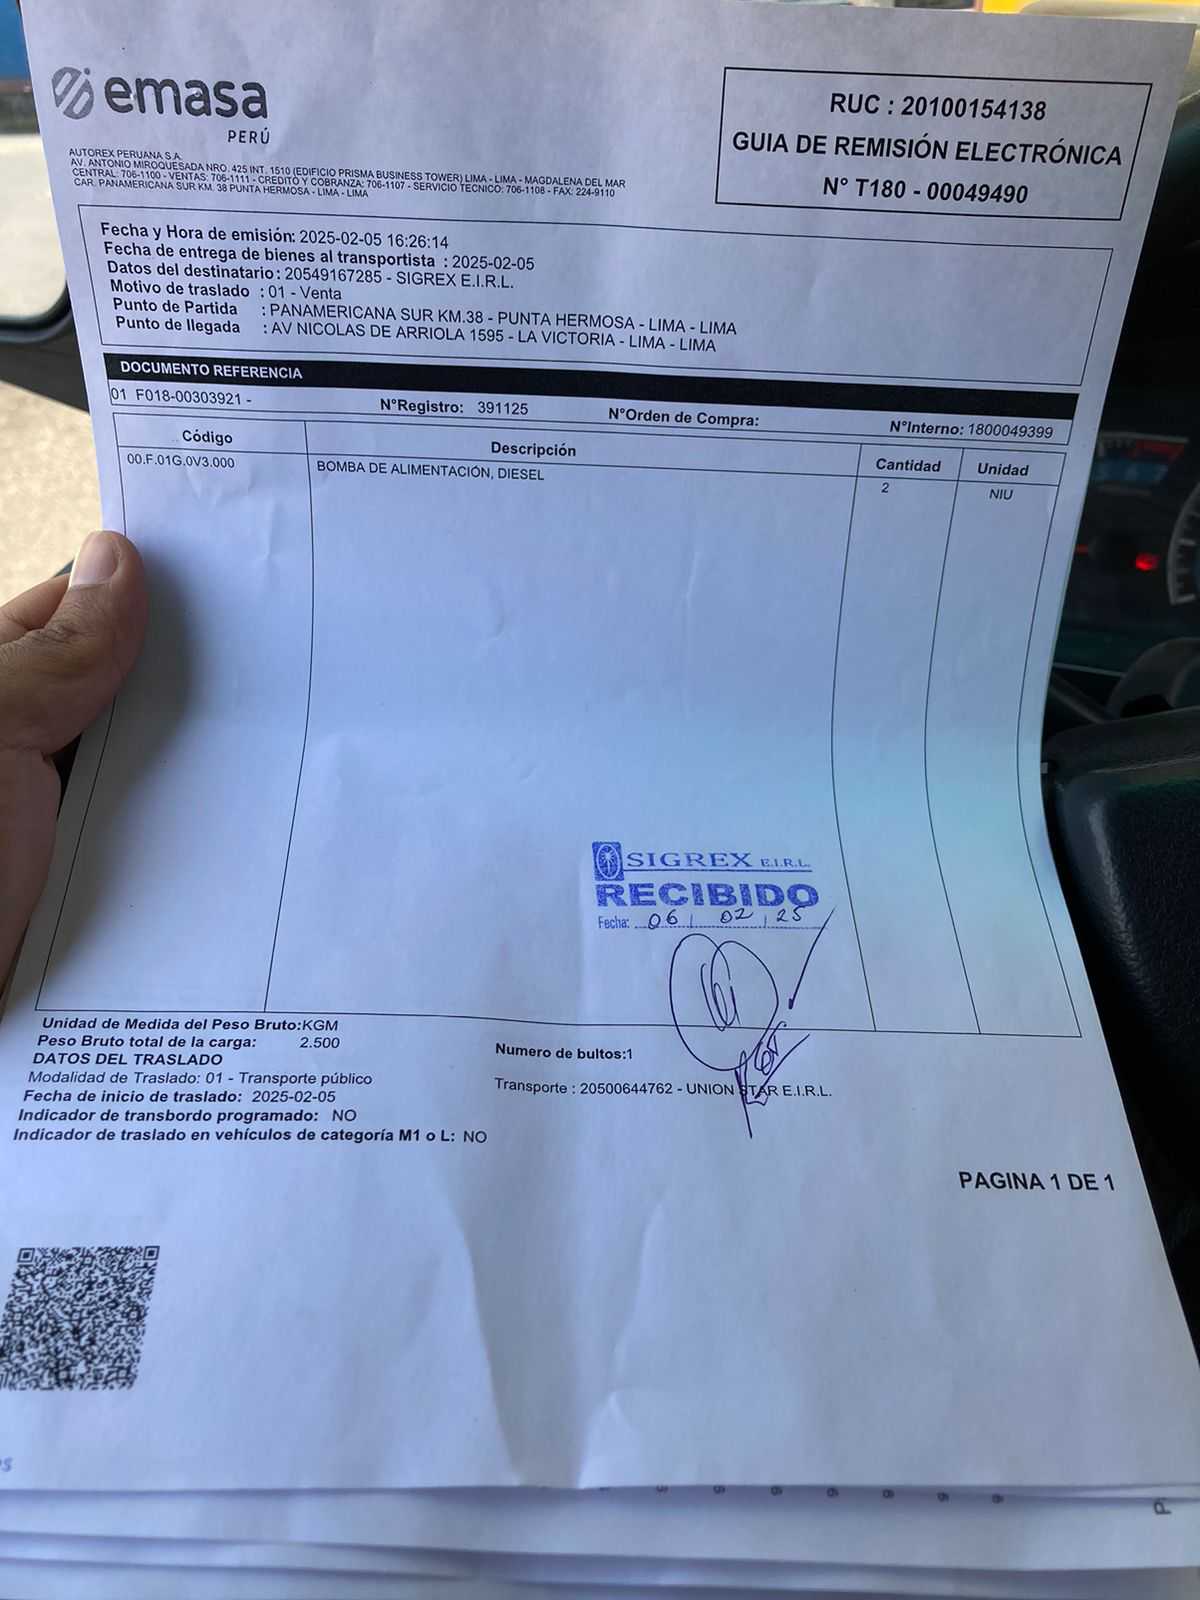 emasa
PERÚ
AUTOREX PERUANA S.A.
AV. ANTONIO MIROQUESADA NRO. 425 INT. 1510 (EDIFICIO PRISMA BUSINESS TOWER) LIMA - LIMA - MAGDALENA DEL MAR
CENTRAL: 706-1100 - VENTAS: 706-1111 - CREDITO Y COBRANZA: 706-1107 - SERVICIO TECNICO: 706-1108 - FAX: 224-9110
CAR. PANAMERICANA SUR KM. 38 PUNTA HERMOSA - LIMA - LIMA
RUC : 20100154138
GUIA DE REMISIÓN ELECTRÓNICA
N° T180 - 00049490
Fecha y Hora de emisión: 2025-02-05 16:26:14
Fecha de entrega de bienes al transportista : 2025-02-05
Datos del destinatario : 20549167285 - SIGREX E.I.R.L.
Motivo de traslado : 01 - Venta
Punto de Partida : PANAMERICANA SUR KM.38 - PUNTA HERMOSA - LIMA - LIMA
Punto de llegada : AV NICOLAS DE ARRIOLA 1595 - LA VICTORIA - LIMA - LIMA
DOCUMENTO REFERENCIA
01 F018-00303921 - N°Registro: 391125 N°Orden de Compra: N°Interno: 1800049399
Código Descripción Cantidad Unidad
00.F.01G.0V3.000 BOMBA DE ALIMENTACIÓN, DIESEL 2 NIU
SIGREX E.I.R.L.
RECIBIDO
Fecha: 06 02 25
Unidad de Medida del Peso Bruto:KGM
Peso Bruto total de la carga: 2.500
Numero de bultos:1
DATOS DEL TRASLADO
Modalidad de Traslado: 01 - Transporte público
Transporte : 20500644762 - UNION STAR E.I.R.L.
Fecha de inicio de traslado: 2025-02-05
Indicador de transbordo programado: NO
Indicador de traslado en vehículos de categoría M1 o L: NO
PAGINA 1 DE 1